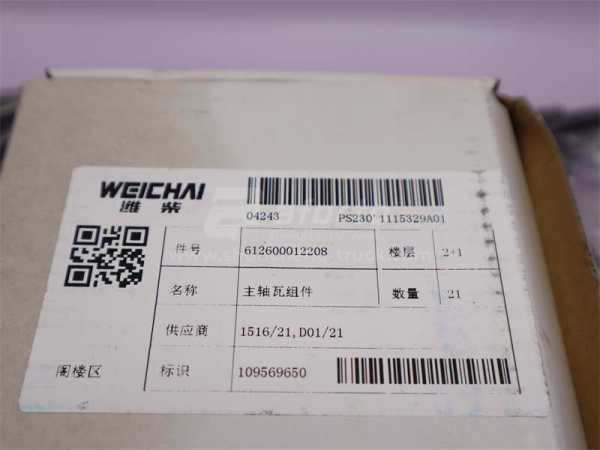 WEICHAI
潍柴
04243 PS230 1115329A01
件号 612600012208 楼层 2+1
名称 主轴瓦组件 数量 21
供应商 1516/21,D01/21
阁楼区 标识 109569650